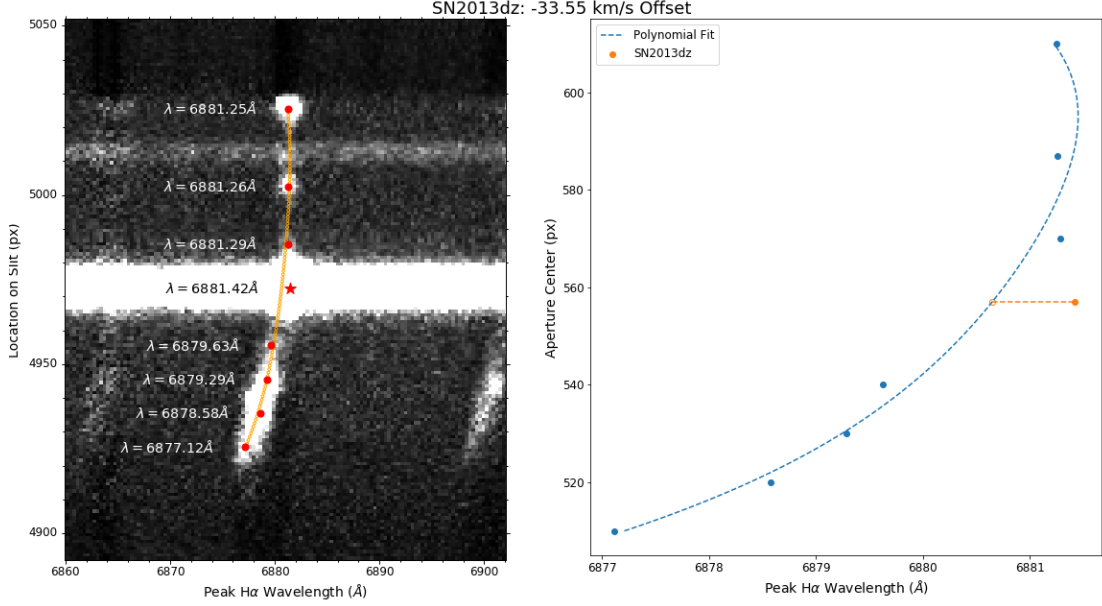 SN2013dz: -33.55 km/s Offset
5050
5000
4950
4900
Location on Slit (px)
λ = 6881.25Å
λ = 6881.26Å
λ = 6881.29Å
λ = 6881.42Å
λ = 6879.63Å
λ = 6879.29Å
λ = 6878.58Å
λ = 6877.12Å
6860 6870 6880 6890 6900
Peak Hα Wavelength (Å)
Polynomial Fit
SN2013dz
600
580
560
540
520
Aperture Center (px)
6877 6878 6879 6880 6881
Peak Hα Wavelength (Å)